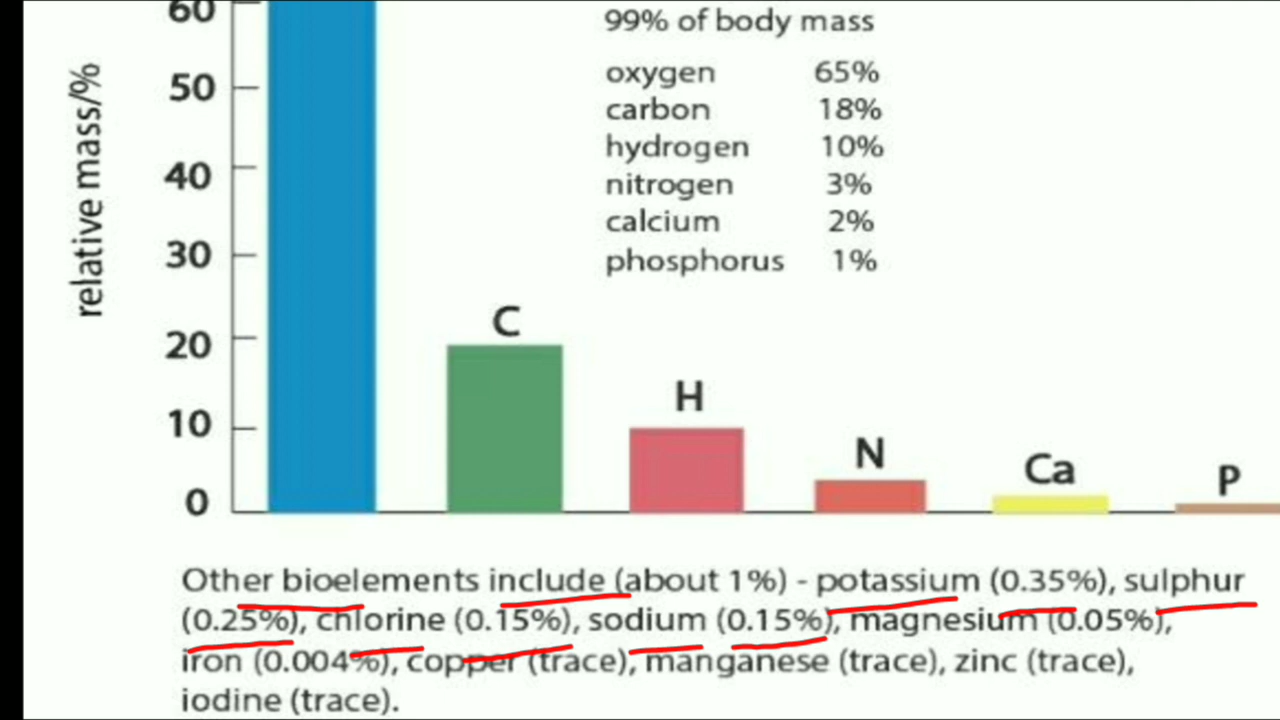 60
99% of body mass
50
oxygen 65%
carbon 18%
hydrogen 10%
40
nitrogen 3%
calcium 2%
30
phosphorus 1%
relative mass/%
20
C
10
H
N
Ca
P
0
Other bioelements include (about 1%) - potassium (0.35%), sulphur
(0.25%), chlorine (0.15%), sodium (0.15%), magnesium (0.05%),
iron (0.004%), copper (trace), manganese (trace), zinc (trace),
iodine (trace).